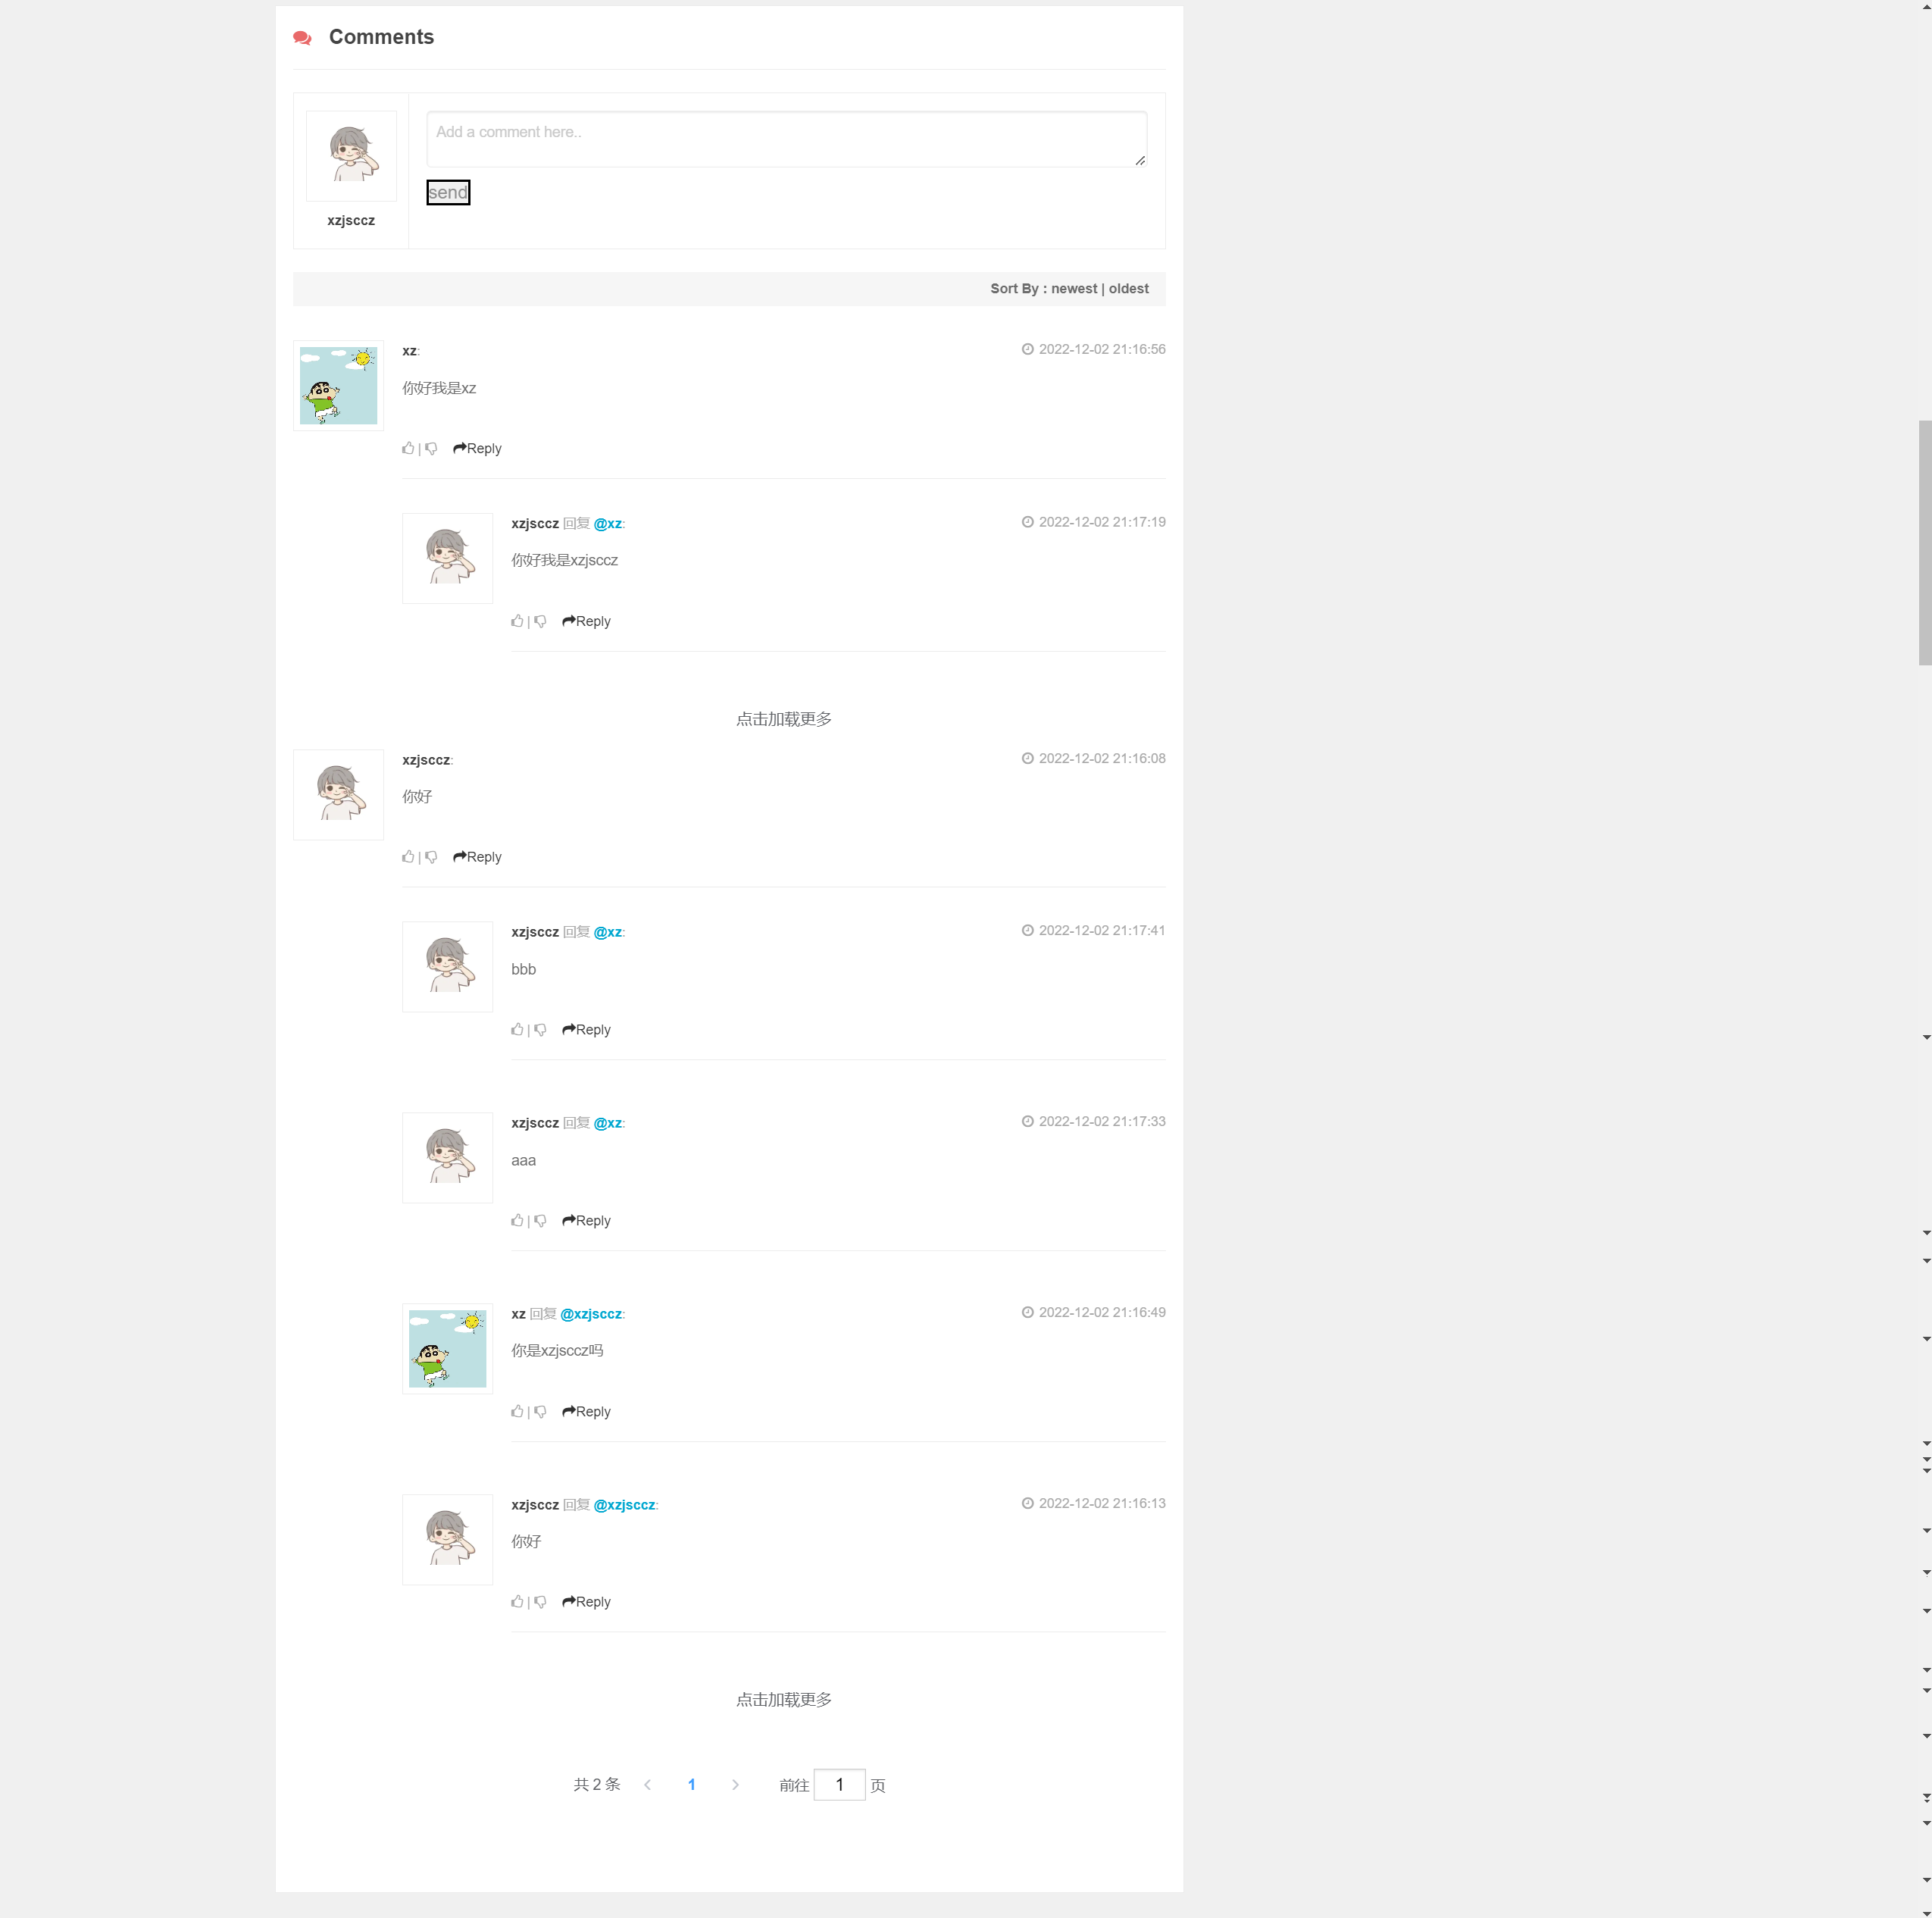 Comments
Add a comment here..
send
xzjsccz
Sort By : newest | oldest
xz:
2022-12-02 21:16:56
你好我是xz
| Reply
xzjsccz 回复 @xz:
2022-12-02 21:17:19
你好我是xzjsccz
| Reply
点击加载更多
xzjsccz:
2022-12-02 21:16:08
你好
| Reply
xzjsccz 回复 @xz:
2022-12-02 21:17:41
bbb
| Reply
xzjsccz 回复 @xz:
2022-12-02 21:17:33
aaa
| Reply
xz 回复 @xzjsccz:
2022-12-02 21:16:49
你是xzjsccz吗
| Reply
xzjsccz 回复 @xzjsccz:
2022-12-02 21:16:13
你好
| Reply
点击加载更多
共 2 条 1 前往 1 页